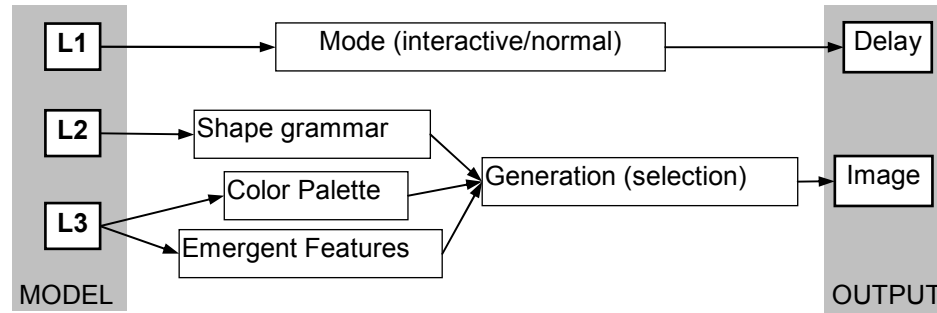 L1
Mode (interactive/normal)
Delay
L2
Shape grammar
Color Palette
Generation (selection)
Image
L3
Emergent Features
MODEL
OUTPUT